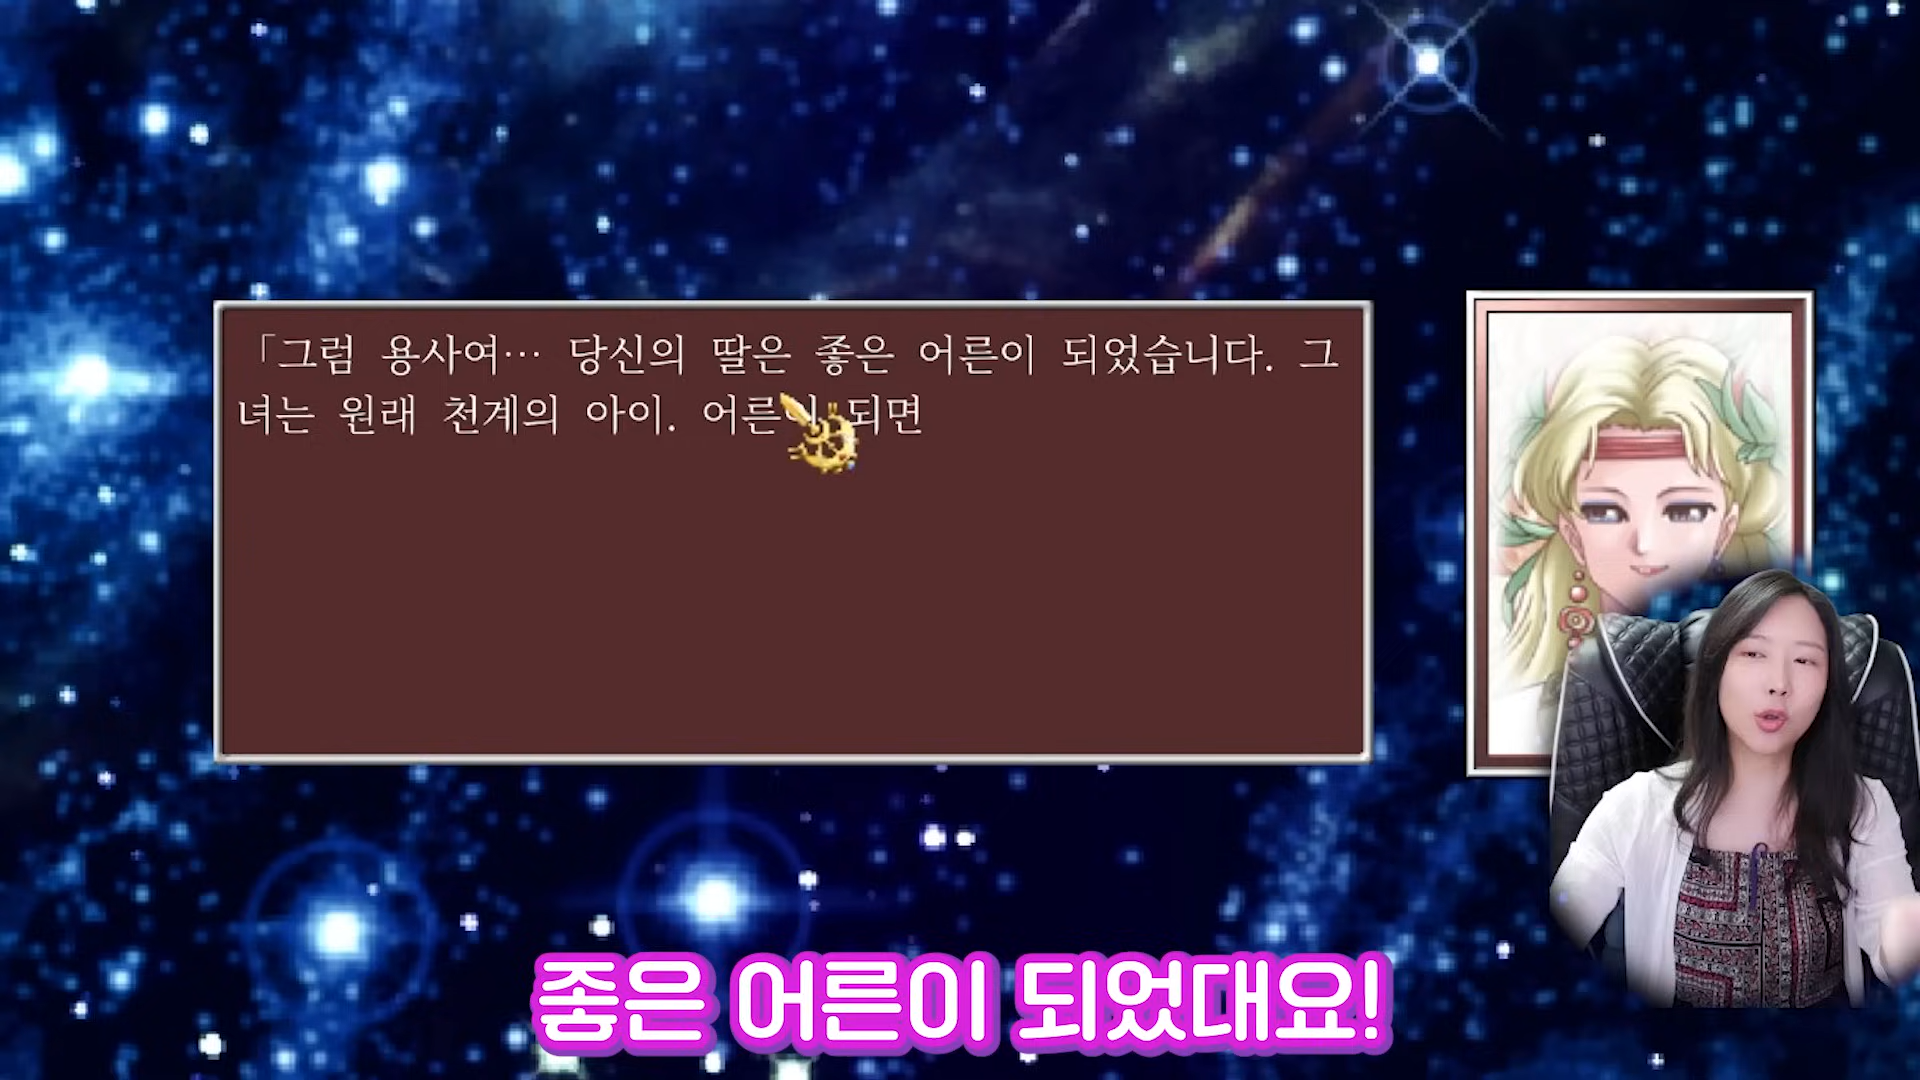 「그럼 용사여… 당신의 딸은 좋은 어른이 되었습니다. 그
녀는 원래 천계의 아이. 어른이 되면
좋은 어른이 되었대요!